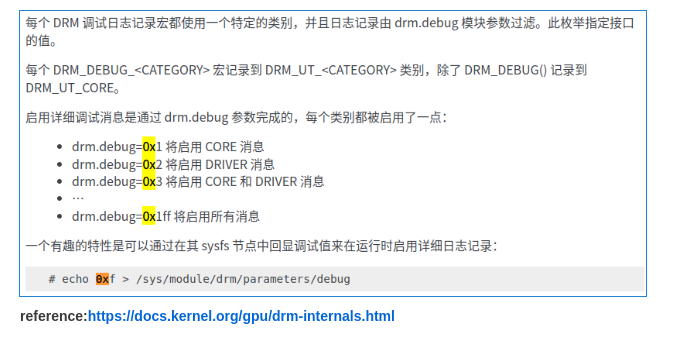 每个 DRM 调试日志记录宏都使用一个特定的类别，并且日志记录由 drm.debug 模块参数过滤。此枚举指定接口
的值。
每个 DRM_DEBUG_<CATEGORY> 宏记录到 DRM_UT_<CATEGORY> 类别，除了 DRM_DEBUG() 记录到
DRM_UT_CORE。
启用详细调试消息是通过 drm.debug 参数完成的，每个类别都被启用了一点：
• drm.debug=0x1 将启用 CORE 消息
• drm.debug=0x2 将启用 DRIVER 消息
• drm.debug=0x3 将启用 CORE 和 DRIVER 消息
• …
• drm.debug=0x1ff 将启用所有消息
一个有趣的特性是可以通过在其 sysfs 节点中回显调试值来在运行时启用详细日志记录：
# echo 0xf > /sys/module/drm/parameters/debug
reference:https://docs.kernel.org/gpu/drm-internals.html